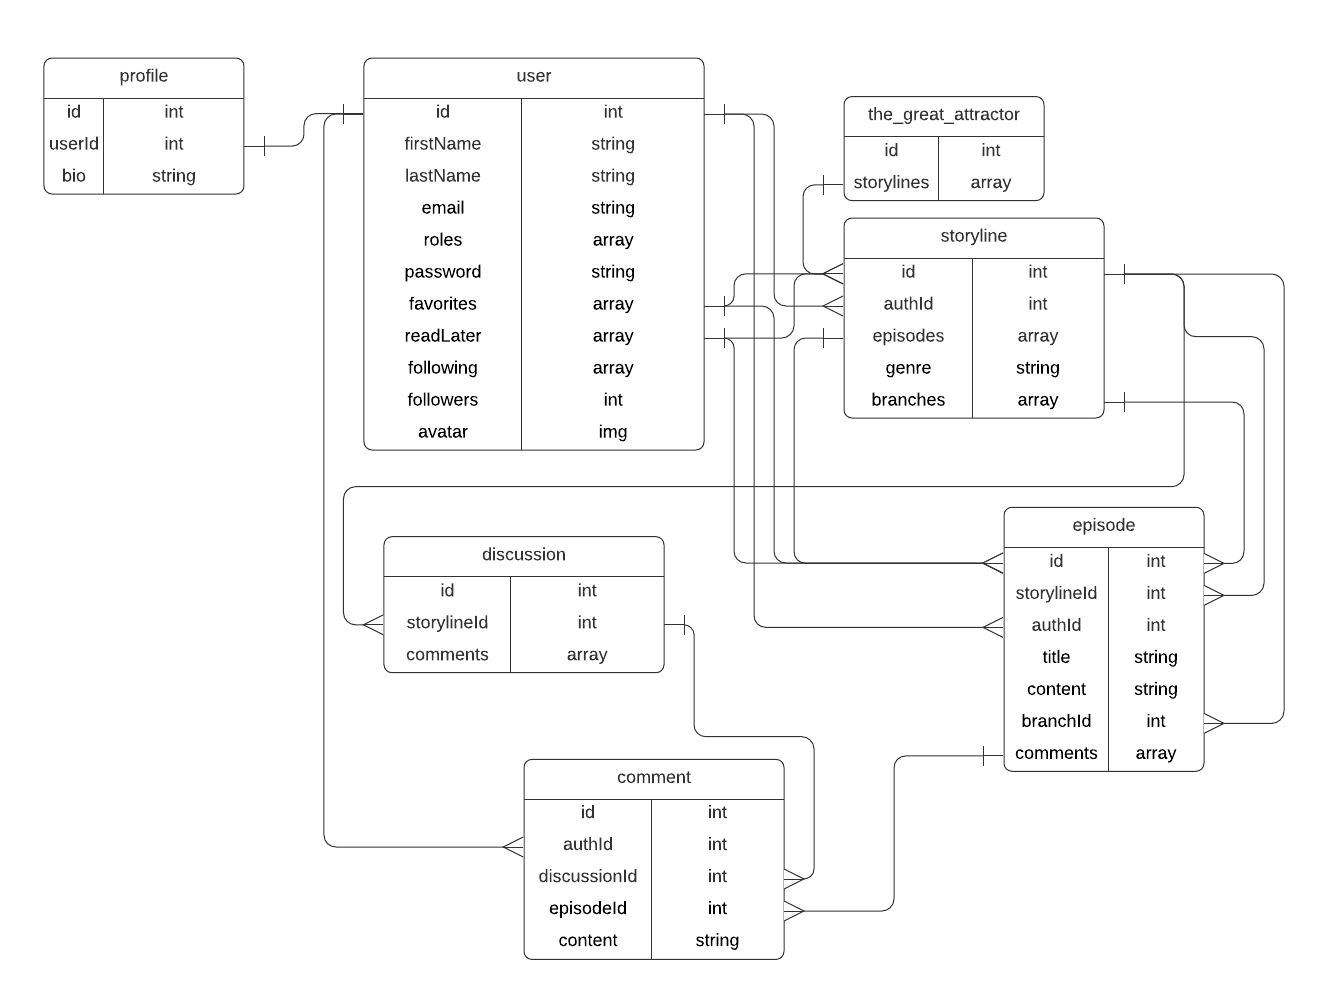 profile
id int
userId int
bio string
user
id int
firstName string
lastName string
email string
roles array
password string
favorites array
readLater array
following array
followers int
avatar img
the_great_attractor
id int
storylines array
storyline
id int
authId int
episodes array
genre string
branches array
discussion
id int
storylineId int
comments array
episode
id int
storylineId int
authId int
title string
content string
branchId int
comments array
comment
id int
authId int
discussionId int
episodeId int
content string